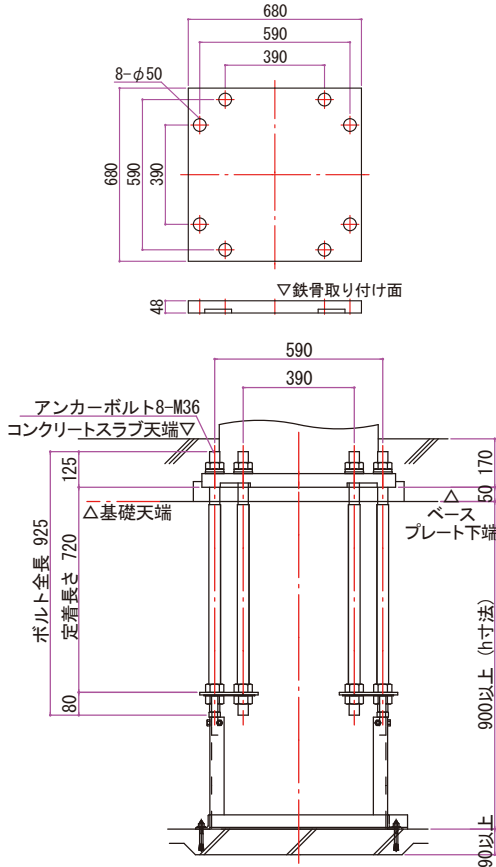 680
590
390
8-φ50
680
590
390
▽鉄骨取り付け面
48
590
390
アンカーボルト8-M36
コンクリートスラブ天端▽
125
170
50
△基礎天端
△
ベース
プレート下端
ボルト全長 925
定着長さ 720
900以上 (h寸法)
80
90以上